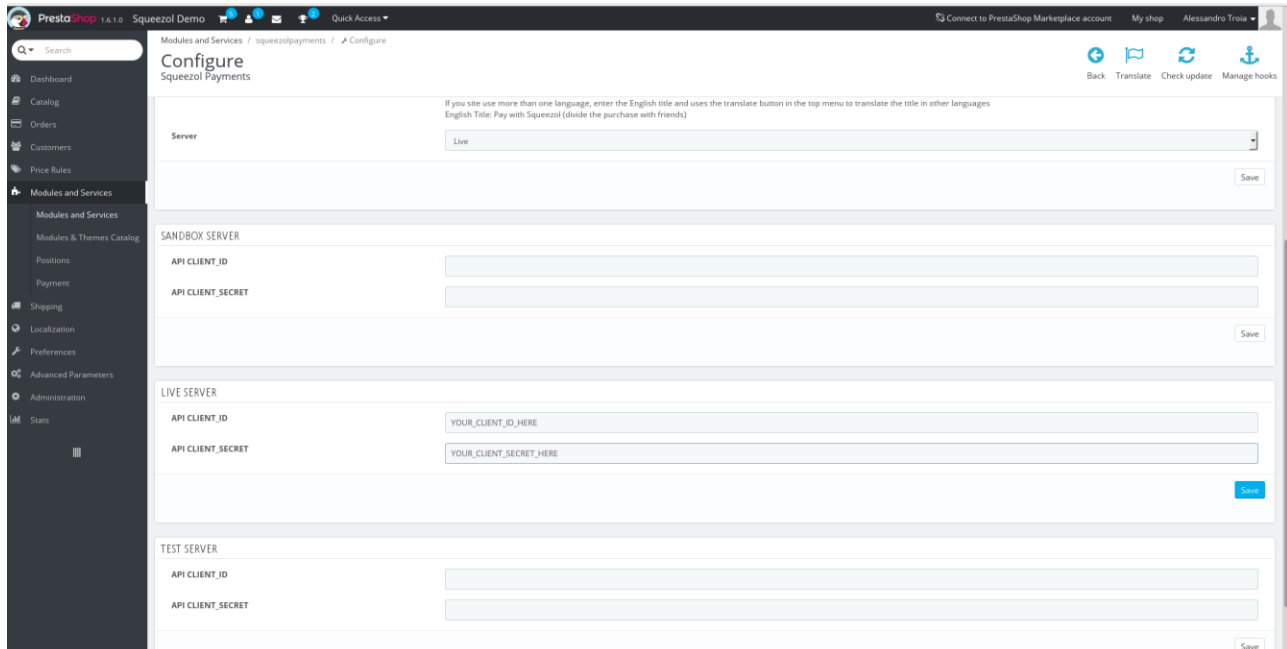 PrestaShop 1.6.1.0 Squeezol Demo 5 1 2 Quick Access Connect to PrestaShop Marketplace account My shop Alessandro Troia
Search
Dashboard
Catalog
Orders
Customers
Price Rules
Modules and Services
Modules and Services
Modules & Themes Catalog
Positions
Payment
Shipping
Localization
Preferences
Advanced Parameters
Administration
Stats
Modules and Services / squeezolpayments / Configure
Configure
Squeezol Payments
Back Translate Check update Manage hooks
If you site use more than one language, enter the English title and uses the translate button in the top menu to translate the title in other languages
English Title: Pay with Squeezol (divide the purchase with friends)
Server Live
Save
SANDBOX SERVER
API CLIENT_ID
API CLIENT_SECRET
Save
LIVE SERVER
API CLIENT_ID YOUR_CLIENT_ID_HERE
API CLIENT_SECRET YOUR_CLIENT_SECRET_HERE
Save
TEST SERVER
API CLIENT_ID
API CLIENT_SECRET
Save